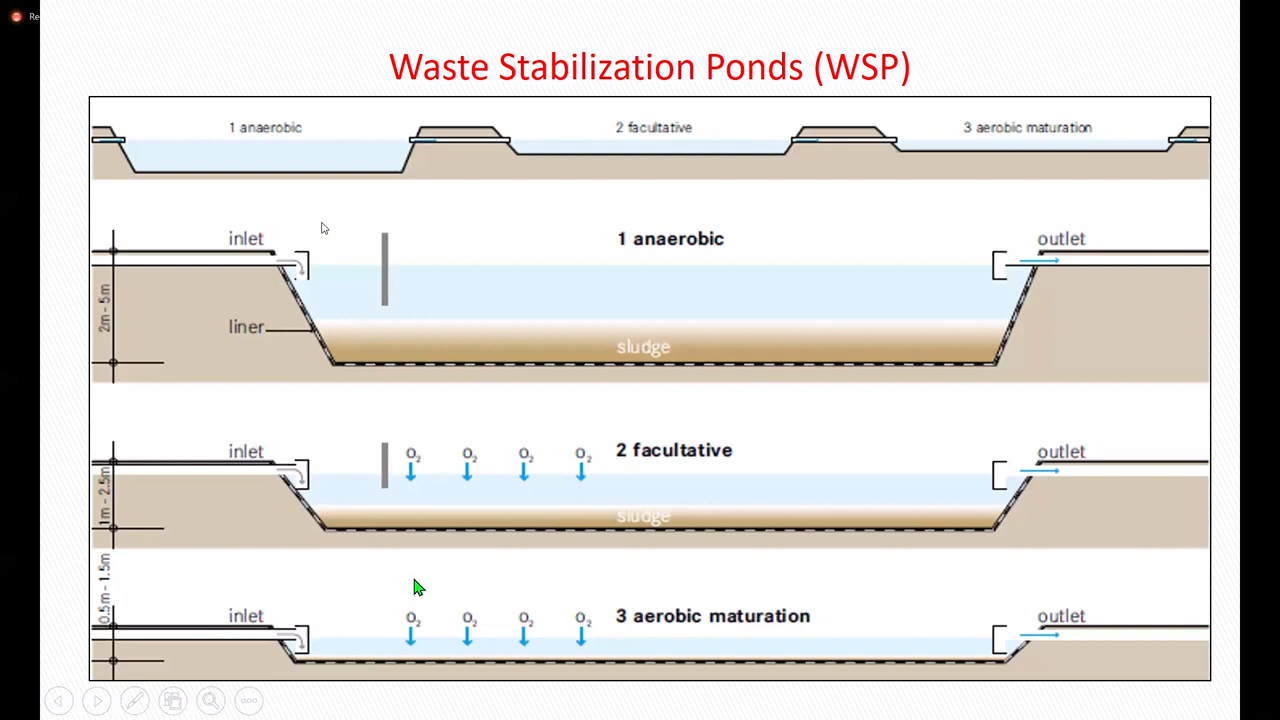 Re
Waste Stabilization Ponds (WSP)
1 anaerobic
2 facultative
3 aerobic maturation
inlet
1 anaerobic
outlet
2m - 5m
liner
sludge
inlet
O2 O2 O2 O2
2 facultative
outlet
1m - 2.5m
sludge
0.5m - 1.5m
inlet
O2 O2 O2 O2
3 aerobic maturation
outlet